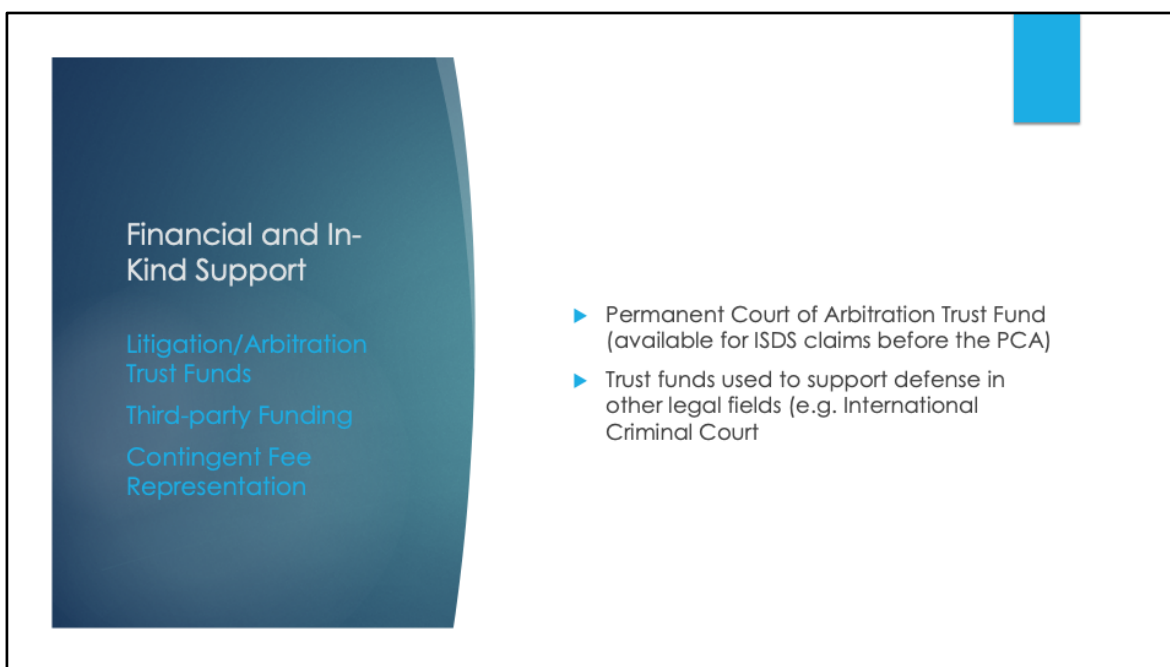 Financial and In-
Kind Support
Litigation/Arbitration
Trust Funds
Third-party Funding
Contingent Fee
Representation
Permanent Court of Arbitration Trust Fund
(available for ISDS claims before the PCA)
Trust funds used to support defense in
other legal fields (e.g. International
Criminal Court